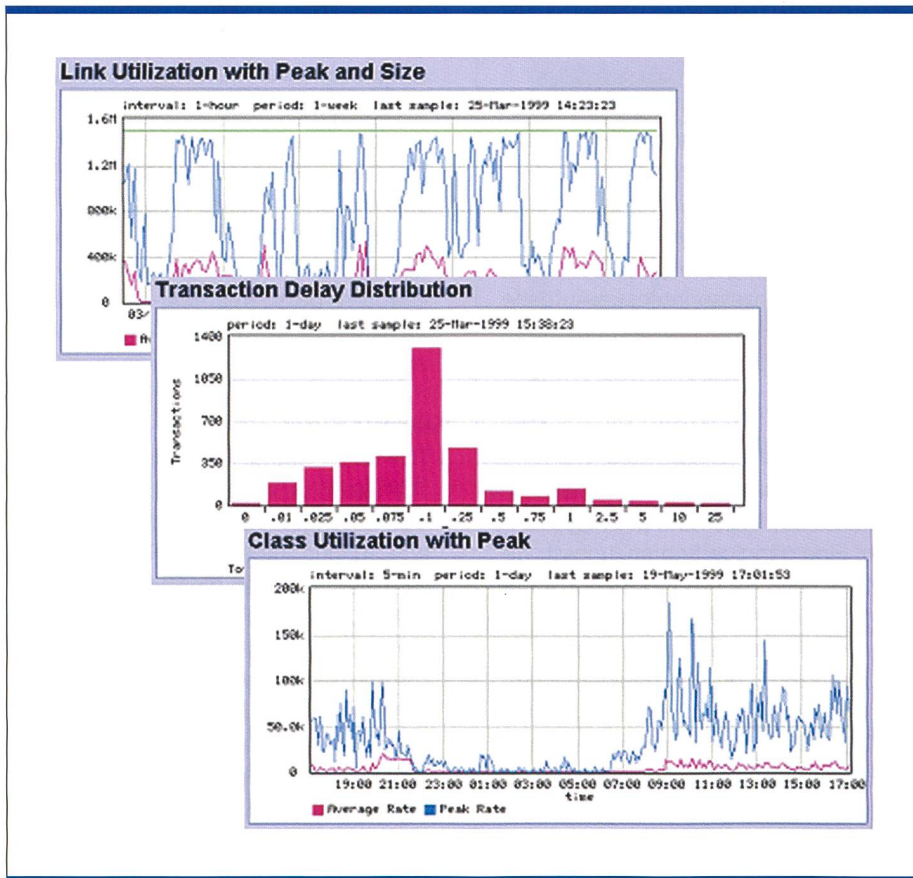 Link Utilization with Peak and Size
interval: 1-hour period: 1-week last sample: 25-Mar-1999 14:23:23
1.6M
1.2M
800k
400k
0
03/
Transaction Delay Distribution
period: 1-day last sample: 25-Mar-1999 15:38:23
1400
1050
700
350
0
Transactions
0 .01 .025 .05 .075 .1 .25 .5 .75 1 2.5 5 10 25
To
Class Utilization with Peak
interval: 5-min period: 1-day last sample: 19-May-1999 17:01:53
200k
150k
100k
50.0k
0
19:00 21:00 23:00 01:00 03:00 05:00 07:00 09:00 11:00 13:00 15:00 17:00
time
Average Rate Peak Rate